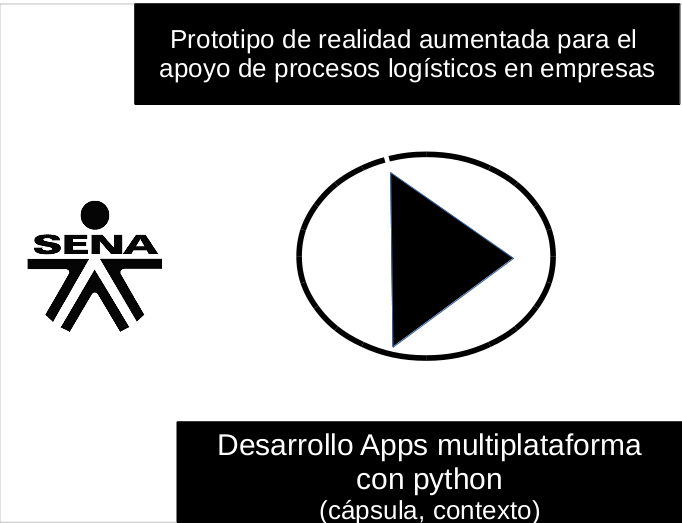 Prototipo de realidad aumentada para el
apoyo de procesos logísticos en empresas
SENA
Desarrollo Apps multiplataforma
con python
(cápsula, contexto)